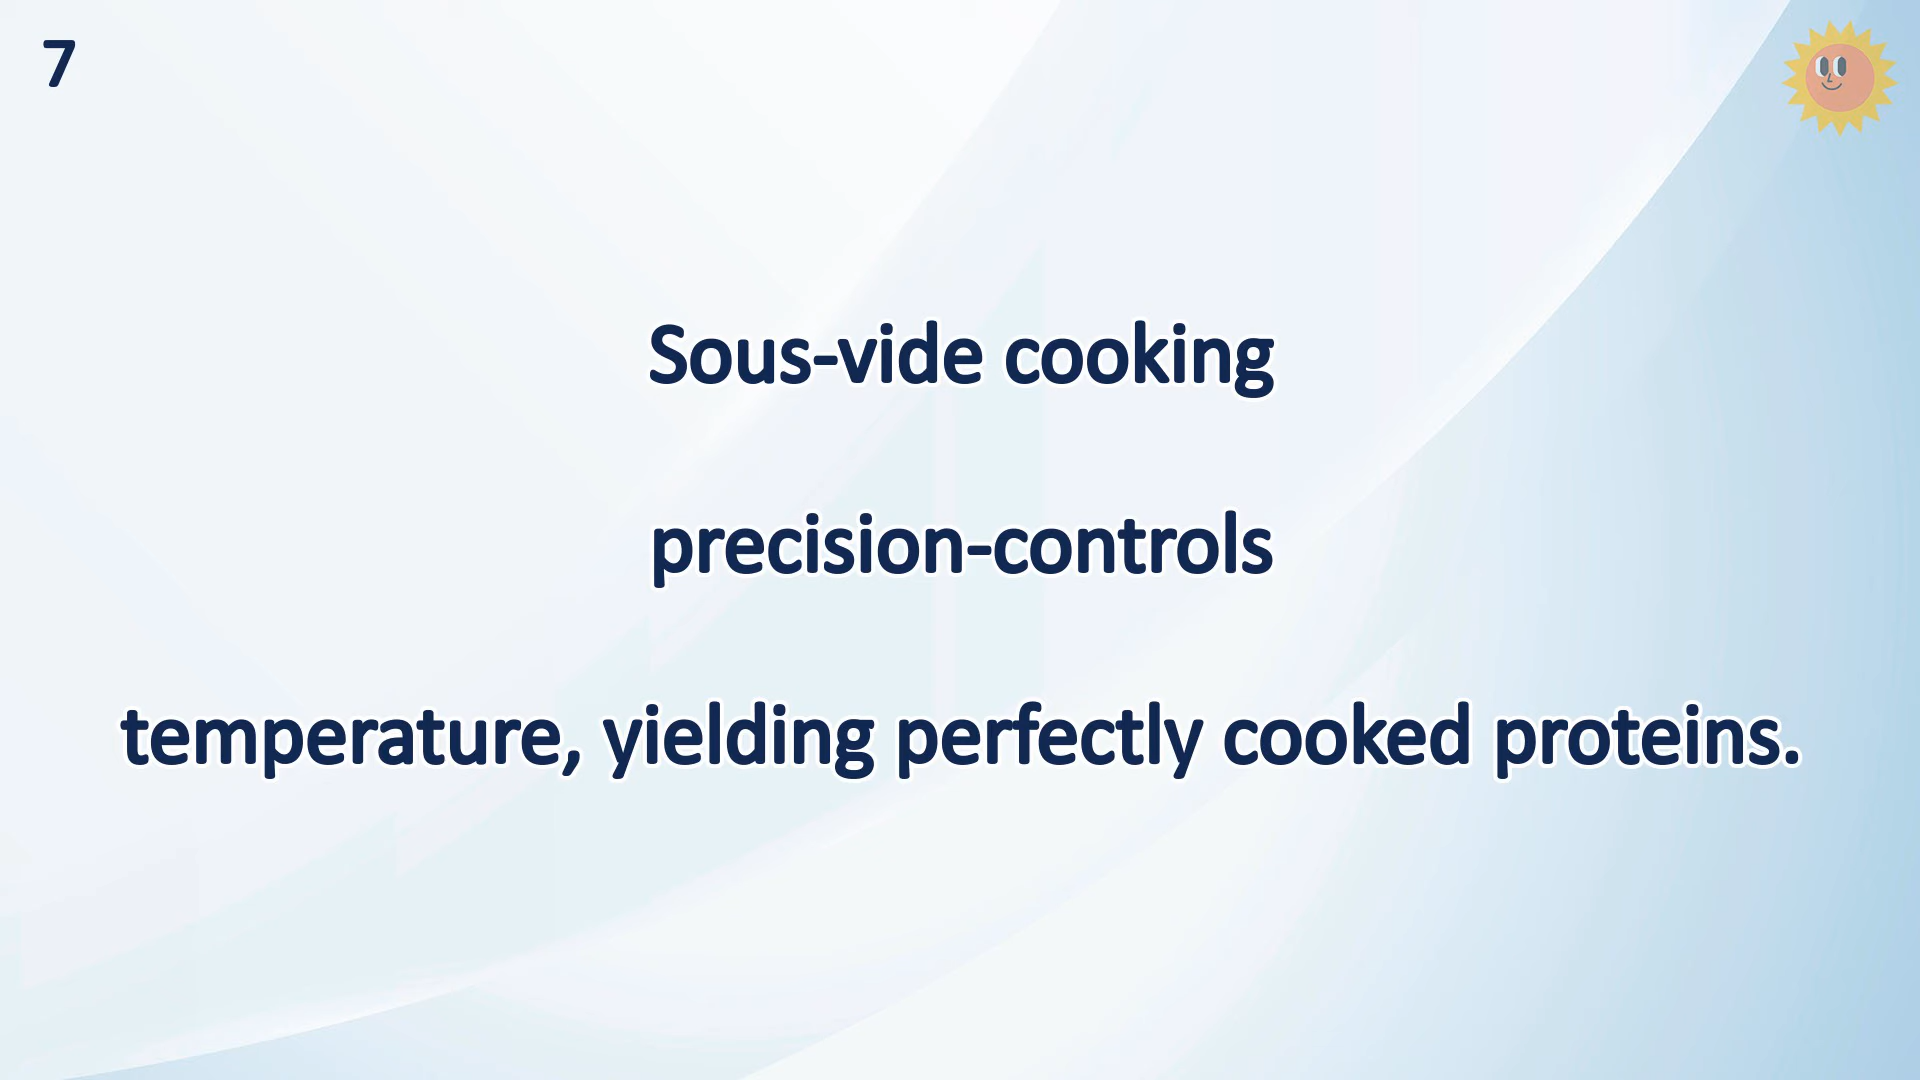 7
Sous-vide cooking
precision-controls
temperature, yielding perfectly cooked proteins.